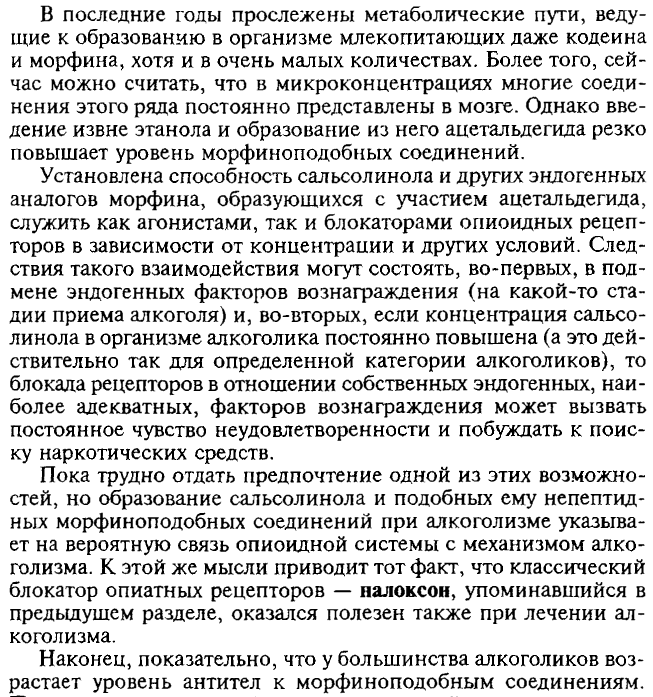 В последние годы прослежены метаболические пути, веду-
щие к образованию в организме млекопитающих даже кодеина
и морфина, хотя и в очень малых количествах. Более того, сей-
час можно считать, что в микроконцентрациях многие соеди-
нения этого ряда постоянно представлены в мозге. Однако вве-
дение извне этанола и образование из него ацетальдегида резко
повышает уровень морфиноподобных соединений.
Установлена способность сальсолинола и других эндогенных
аналогов морфина, образующихся с участием ацетальдегида,
служить как агонистами, так и блокаторами опиоидных рецеп-
торов в зависимости от концентрации и других условий. След-
ствия такого взаимодействия могут состоять, во-первых, в под-
мене эндогенных факторов вознаграждения (на какой-то ста-
дии приема алкоголя) и, во-вторых, если концентрация сальсо-
линола в организме алкоголика постоянно повышена (а это дей-
ствительно так для определенной категории алкоголиков), то
блокада рецепторов в отношении собственных эндогенных, наи-
более адекватных, факторов вознаграждения может вызвать
постоянное чувство неудовлетворенности и побуждать к поис-
ку наркотических средств.
Пока трудно отдать предпочтение одной из этих возможно-
стей, но образование сальсолинола и подобных ему непептид-
ных морфиноподобных соединений при алкоголизме указыва-
ет на вероятную связь опиоидной системы с механизмом алко-
голизма. К этой же мысли приводит тот факт, что классический
блокатор опиатных рецепторов — налоксон, упоминавшийся в
предыдущем разделе, оказался полезен также при лечении ал-
коголизма.
Наконец, показательно, что у большинства алкоголиков воз-
растает уровень антител к морфиноподобным соединениям.